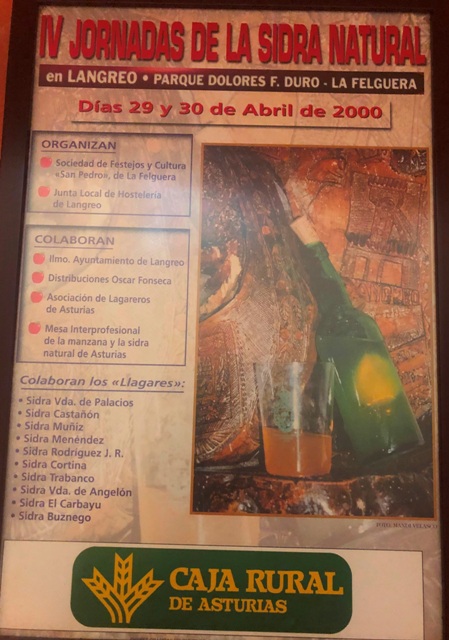 IV JORNADAS DE LA SIDRA NATURAL
en LANGREO • PARQUE DOLORES F. DURO - LA FELGUERA
Días 29 y 30 de Abril de 2000
ORGANIZAN
Sociedad de Festejos y Cultura
«San Pedro», de La Felguera
Junta Local de Hostelería
de Langreo
COLABORAN
Ilmo. Ayuntamiento de Langreo
Distribuciones Oscar Fonseca
Asociación de Lagareros
de Asturias
Mesa Interprofesional
de la manzana y la sidra
natural de Asturias
Colaboran los «Llagares»:
• Sidra Vda. de Palacios
• Sidra Castañón
• Sidra Muñiz
• Sidra Menéndez
• Sidra Rodríguez J. R.
• Sidra Cortina
• Sidra Trabanco
• Sidra Vda. de Angelón
• Sidra El Carbayu
• Sidra Buznego
CAJA RURAL
DE ASTURIAS